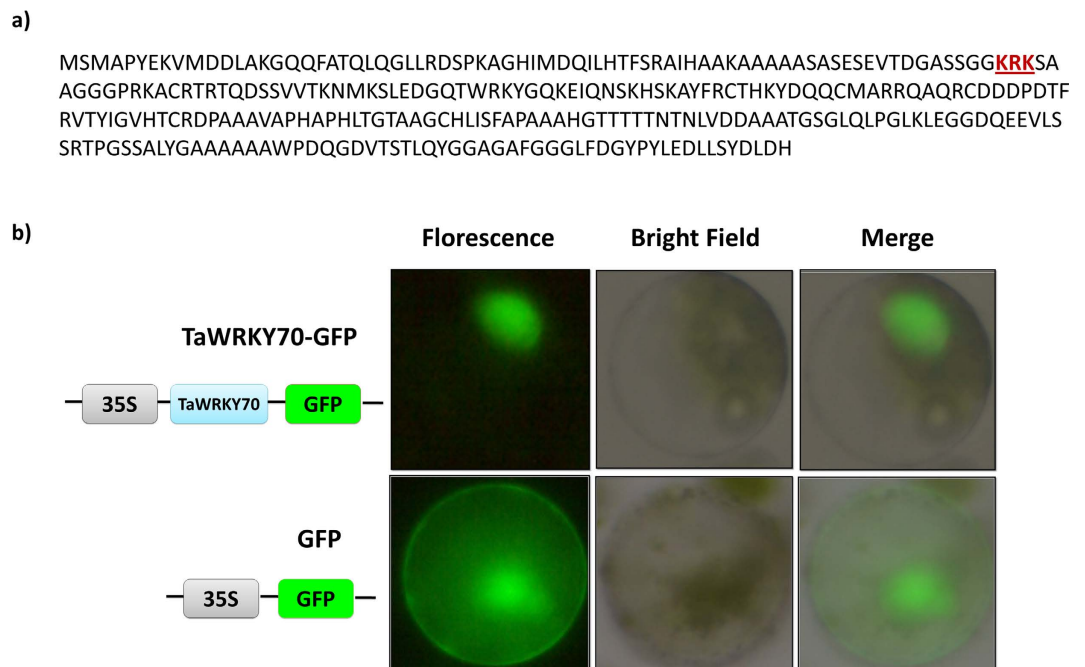 a)
MSMAPYEKVMDDLAKGQQFATQLQGLLRDSPKAGHIMDQILHTFSRAIHAAKAAAAASASESEVTDGASSGGKRKSA
AGGGPRKACRTRTQDSSVVTKNMKSLEDGQTWRKYGQKEIQNSKHSKAYFRCTHKYDQQCMARRQAQRCDDDPDTF
RVTYIGVHTCRDPAAAVAPHAPHLTGTAAGCHLISFAPAAAHGTTTTTNTNLVDDAAATGSGLQLPGLKLEGGDQEEVLS
SRTPGSSALYGAAAAAAWPDQGDVTSTLQYGGAGAFGGGLFDGYPYLEDLLSYDLDH
b)
Florescence Bright Field Merge
TaWRKY70-GFP
35S TaWRKY70 GFP
GFP
35S GFP